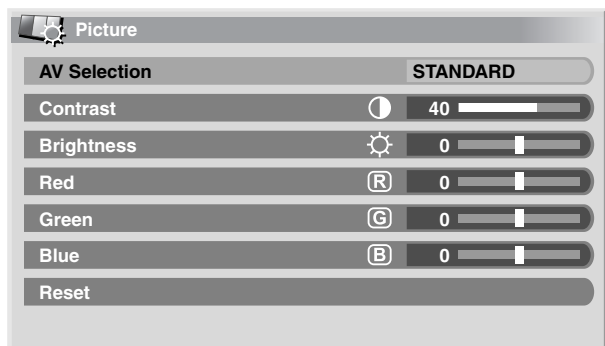 Picture
AV Selection STANDARD
Contrast 40
Brightness 0
Red R 0
Green G 0
Blue B 0
Reset